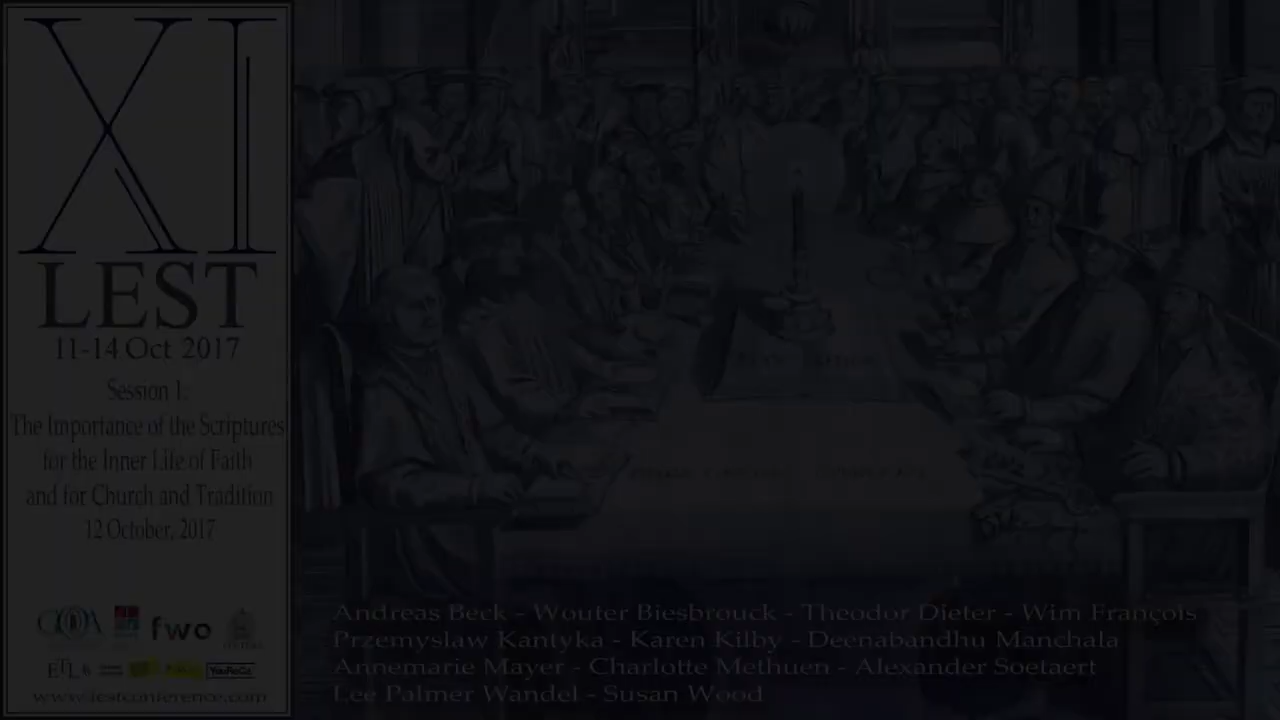 XI
LEST
11-14 Oct 2017
Session 1:
The Importance of the Scriptures
for the Inner Life of Faith
and for Church and Tradition
12 October, 2017
fwo
YouReCa
www.lestconference.com
Andreas Beck - Wouter Biesbrouck - Theodor Dieter - Wim François
Przemyslaw Kantyka - Karen Kilby - Deenabandhu Manchala
Annemarie Mayer - Charlotte Methuen - Alexander Soetaert
Lee Palmer Wandel - Susan Wood